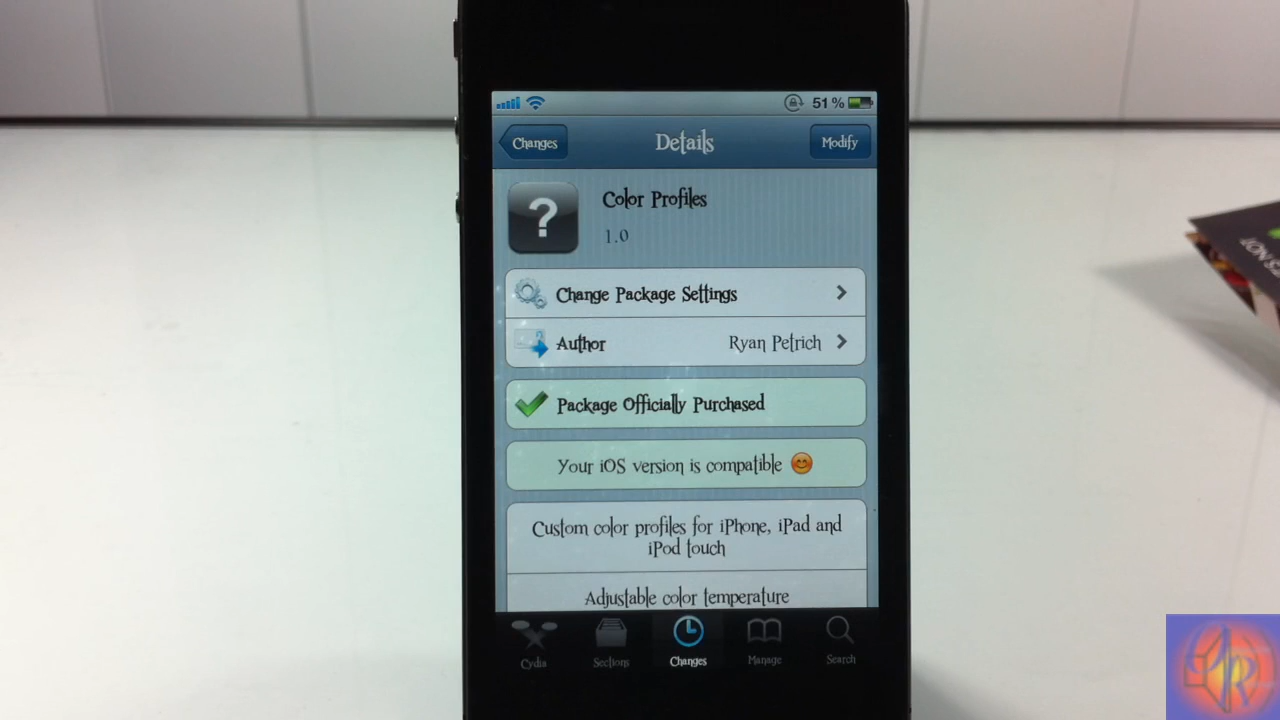 51%
Changes
Details
Modify
?
Color Profiles
1.0
Change Package Settings
Author
Ryan Petrich
Package Officially Purchased
Your iOS version is compatible
Custom color profiles for iPhone, iPad and
iPod touch
Adjustable color temperature
Cydia
Sections
Changes
Manage
Search